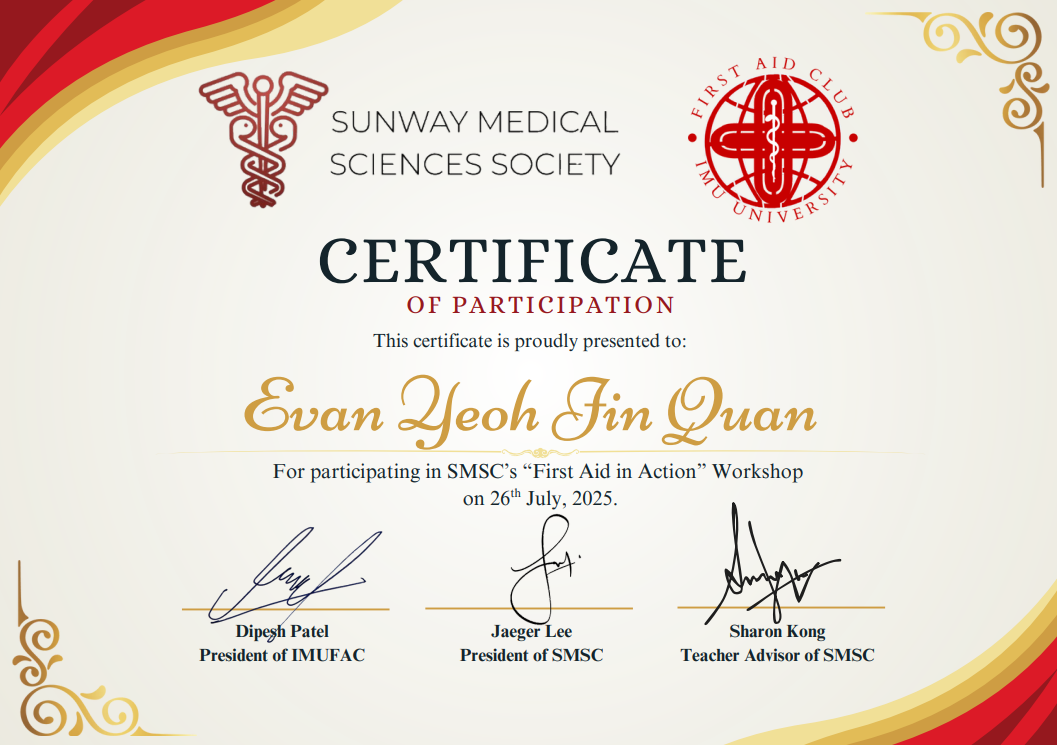 SUNWAY MEDICAL
SCIENCES SOCIETY
FIRST AID CLUB
IMU UNIVERSITY
CERTIFICATE
OF PARTICIPATION
This certificate is proudly presented to:
Evan Yeoh Jin Quan
For participating in SMSC’s “First Aid in Action” Workshop
on 26th July, 2025.
Dipesh Patel
President of IMUFAC
Jaeger Lee
President of SMSC
Sharon Kong
Teacher Advisor of SMSC